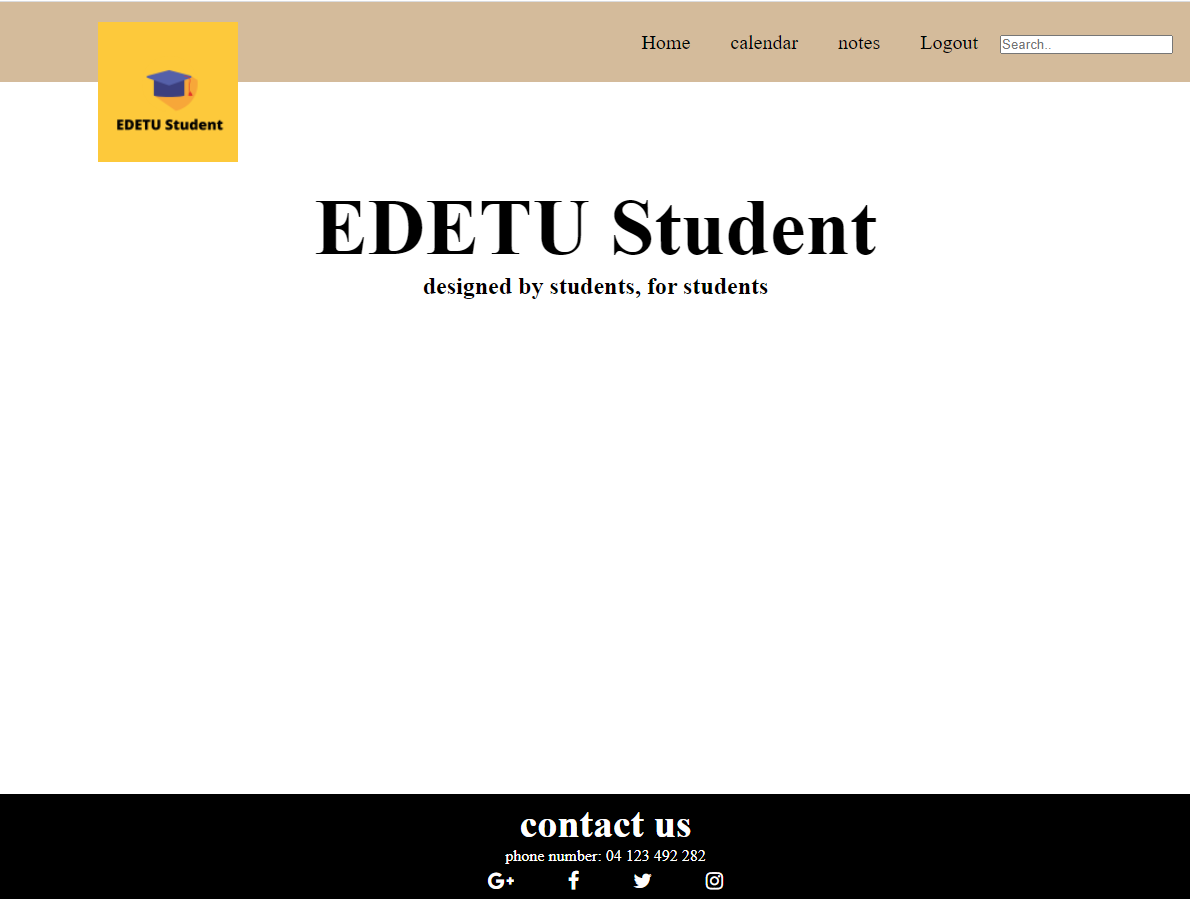 Home calendar notes Logout Search..
EDETU Student
EDETU Student
designed by students, for students
contact us
phone number: 04 123 492 282
G+ f